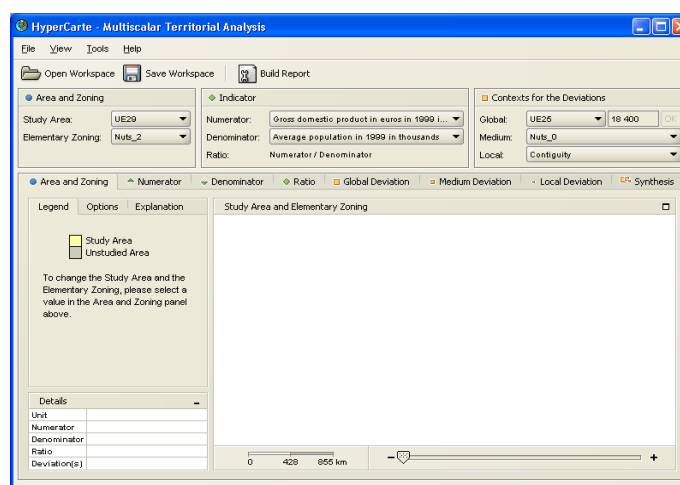 HyperCarte - Multiscalar Territorial Analysis
File View Tools Help
Open Workspace Save Workspace Build Report
Area and Zoning
Study Area: UE29
Elementary Zoning: Nuts_2
Indicator
Numerator: Gross domestic product in euros in 1999 i...
Denominator: Average population in 1999 in thousands
Ratio: Numerator / Denominator
Contexts for the Deviations
Global: UE25 18 400 OK
Medium: Nuts_0
Local: Contiguity
Area and Zoning Numerator Denominator Ratio Global Deviation Medium Deviation Local Deviation Synthesis
Legend Options Explanation
Study Area
Unstudied Area
To change the Study Area and the
Elementary Zoning, please select a
value in the Area and Zoning panel
above.
Study Area and Elementary Zoning
Details
Unit
Numerator
Denominator
Ratio
Deviation(s)
0 428 855 km
- +